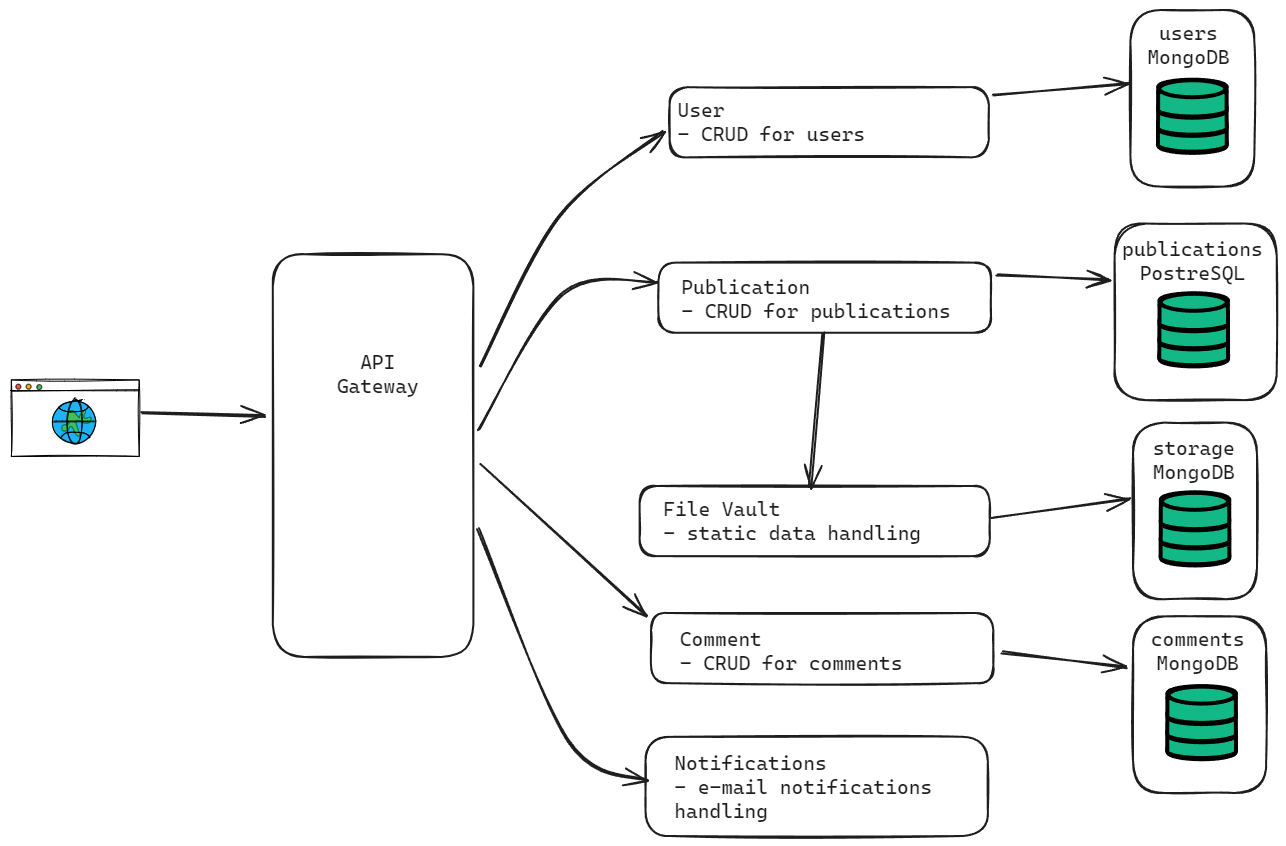 users
MongoDB
User
- CRUD for users
publications
PostreSQL
Publication
- CRUD for publications
API
Gateway
storage
MongoDB
File Vault
- static data handling
comments
MongoDB
Comment
- CRUD for comments
Notifications
- e-mail notifications
handling